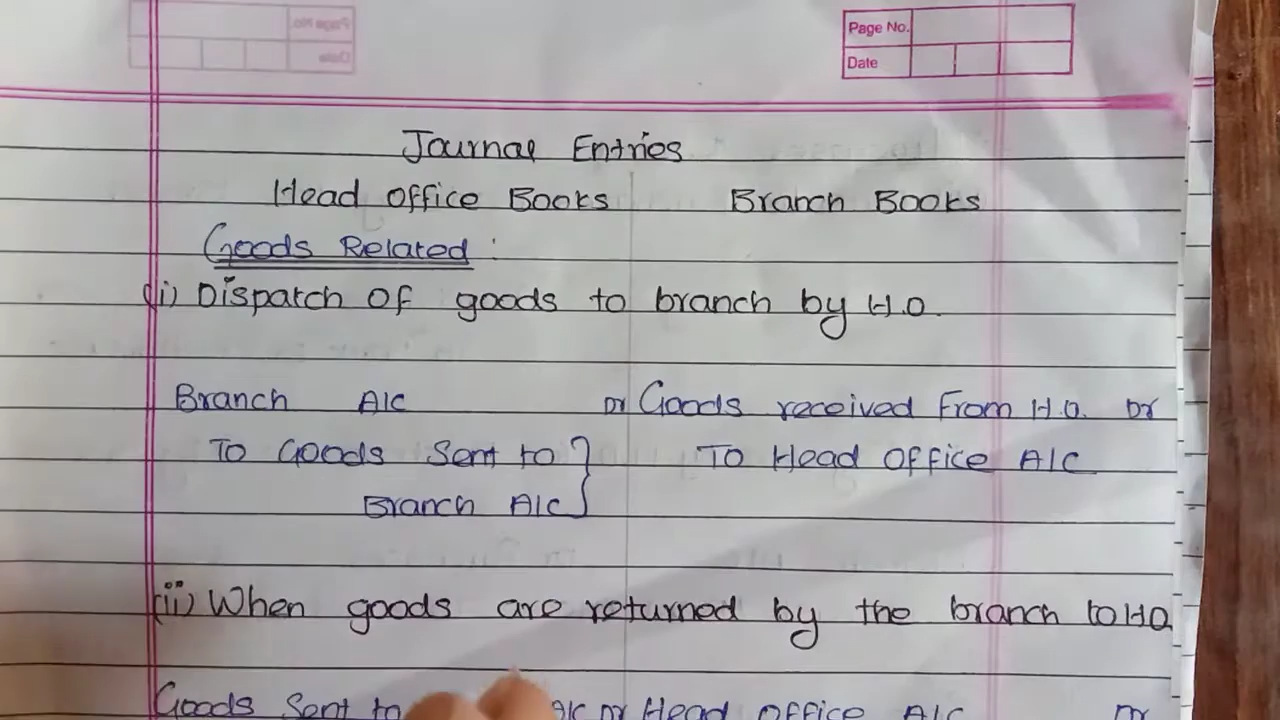 Page No.
Date
Journal Entries
Head Office Books Branch Books
Goods Related :
(i) Dispatch of goods to branch by H.O.
Branch A/c Dr Goods received From H.O. Dr
To Goods Sent to } To Head Office A/c
Branch A/c
(ii) When goods are returned by the branch to HO
Goods Sent to A/c Dr Head Office A/c Dr